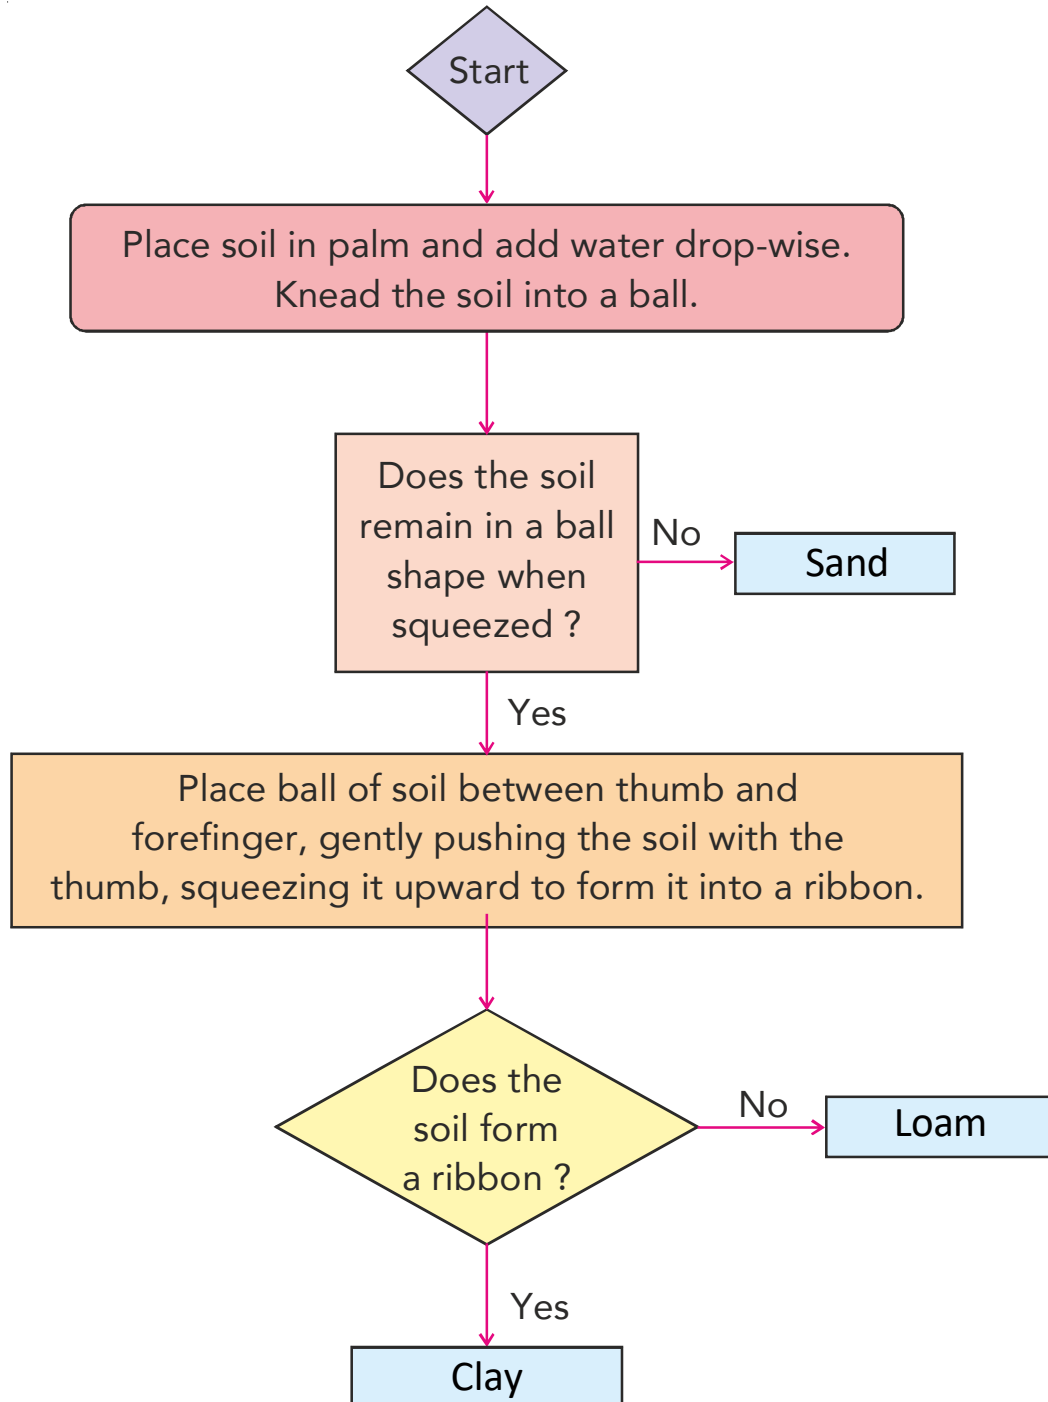 Start
Place soil in palm and add water drop-wise.
Knead the soil into a ball.
Does the soil
remain in a ball
shape when
squeezed ?
No
Sand
Yes
Place ball of soil between thumb and
forefinger, gently pushing the soil with the
thumb, squeezing it upward to form it into a ribbon.
Does the
soil form
a ribbon ?
No
Loam
Yes
Clay